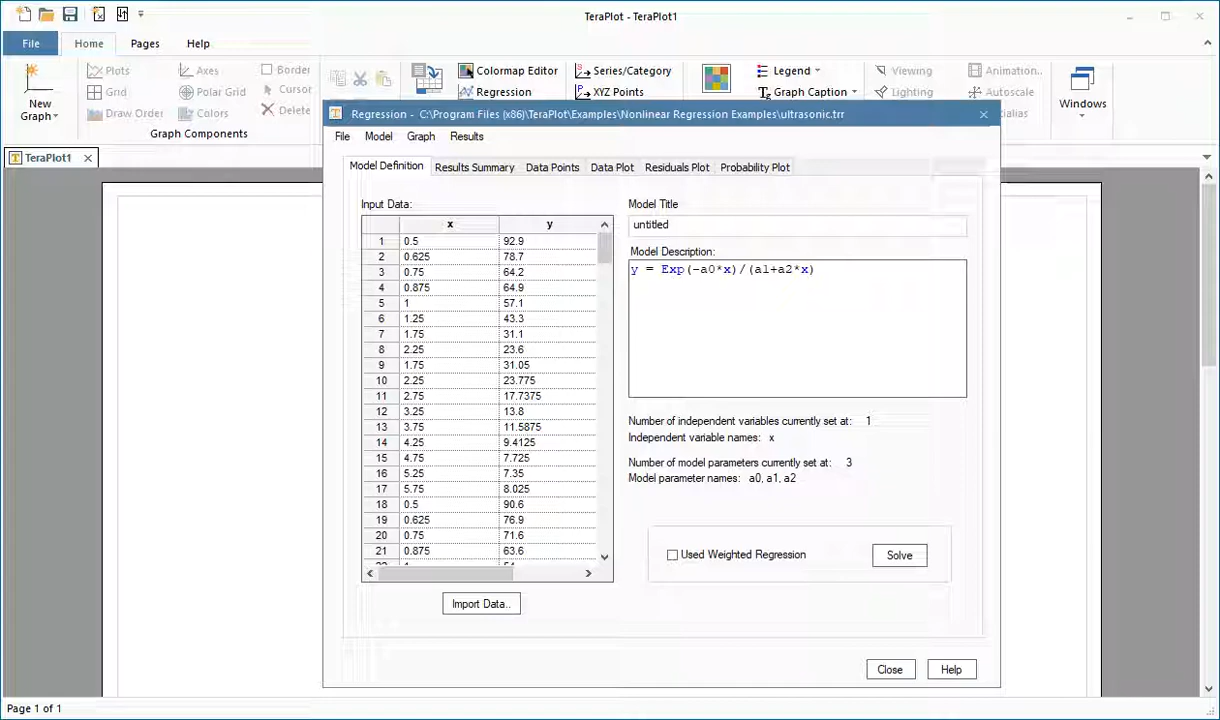 TeraPlot - TeraPlot1
File Home Pages Help
New Graph
Plots Axes Border
Grid Polar Grid Cursor
Draw Order Colors Delete
Graph Components
Colormap Editor
Regression
Series/Category
XYZ Points
Legend
Graph Caption
Viewing
Lighting
Animation..
Autoscale
Windows
TeraPlot1
Regression - C:\Program Files (x86)\TeraPlot\Examples\Nonlinear Regression Examples\ultrasonic.trr
File Model Graph Results
Model Definition Results Summary Data Points Data Plot Residuals Plot Probability Plot
Input Data:
x y
1 0.5 92.9
2 0.625 78.7
3 0.75 64.2
4 0.875 64.9
5 1 57.1
6 1.25 43.3
7 1.75 31.1
8 2.25 23.6
9 1.75 31.05
10 2.25 23.775
11 2.75 17.7375
12 3.25 13.8
13 3.75 11.5875
14 4.25 9.4125
15 4.75 7.725
16 5.25 7.35
17 5.75 8.025
18 0.5 90.6
19 0.625 76.9
20 0.75 71.6
21 0.875 63.6
Import Data..
Model Title
untitled
Model Description:
y = Exp(-a0*x)/(a1+a2*x)
Number of independent variables currently set at: 1
Independent variable names: x
Number of model parameters currently set at: 3
Model parameter names: a0, a1, a2
Used Weighted Regression
Solve
Close Help
Page 1 of 1